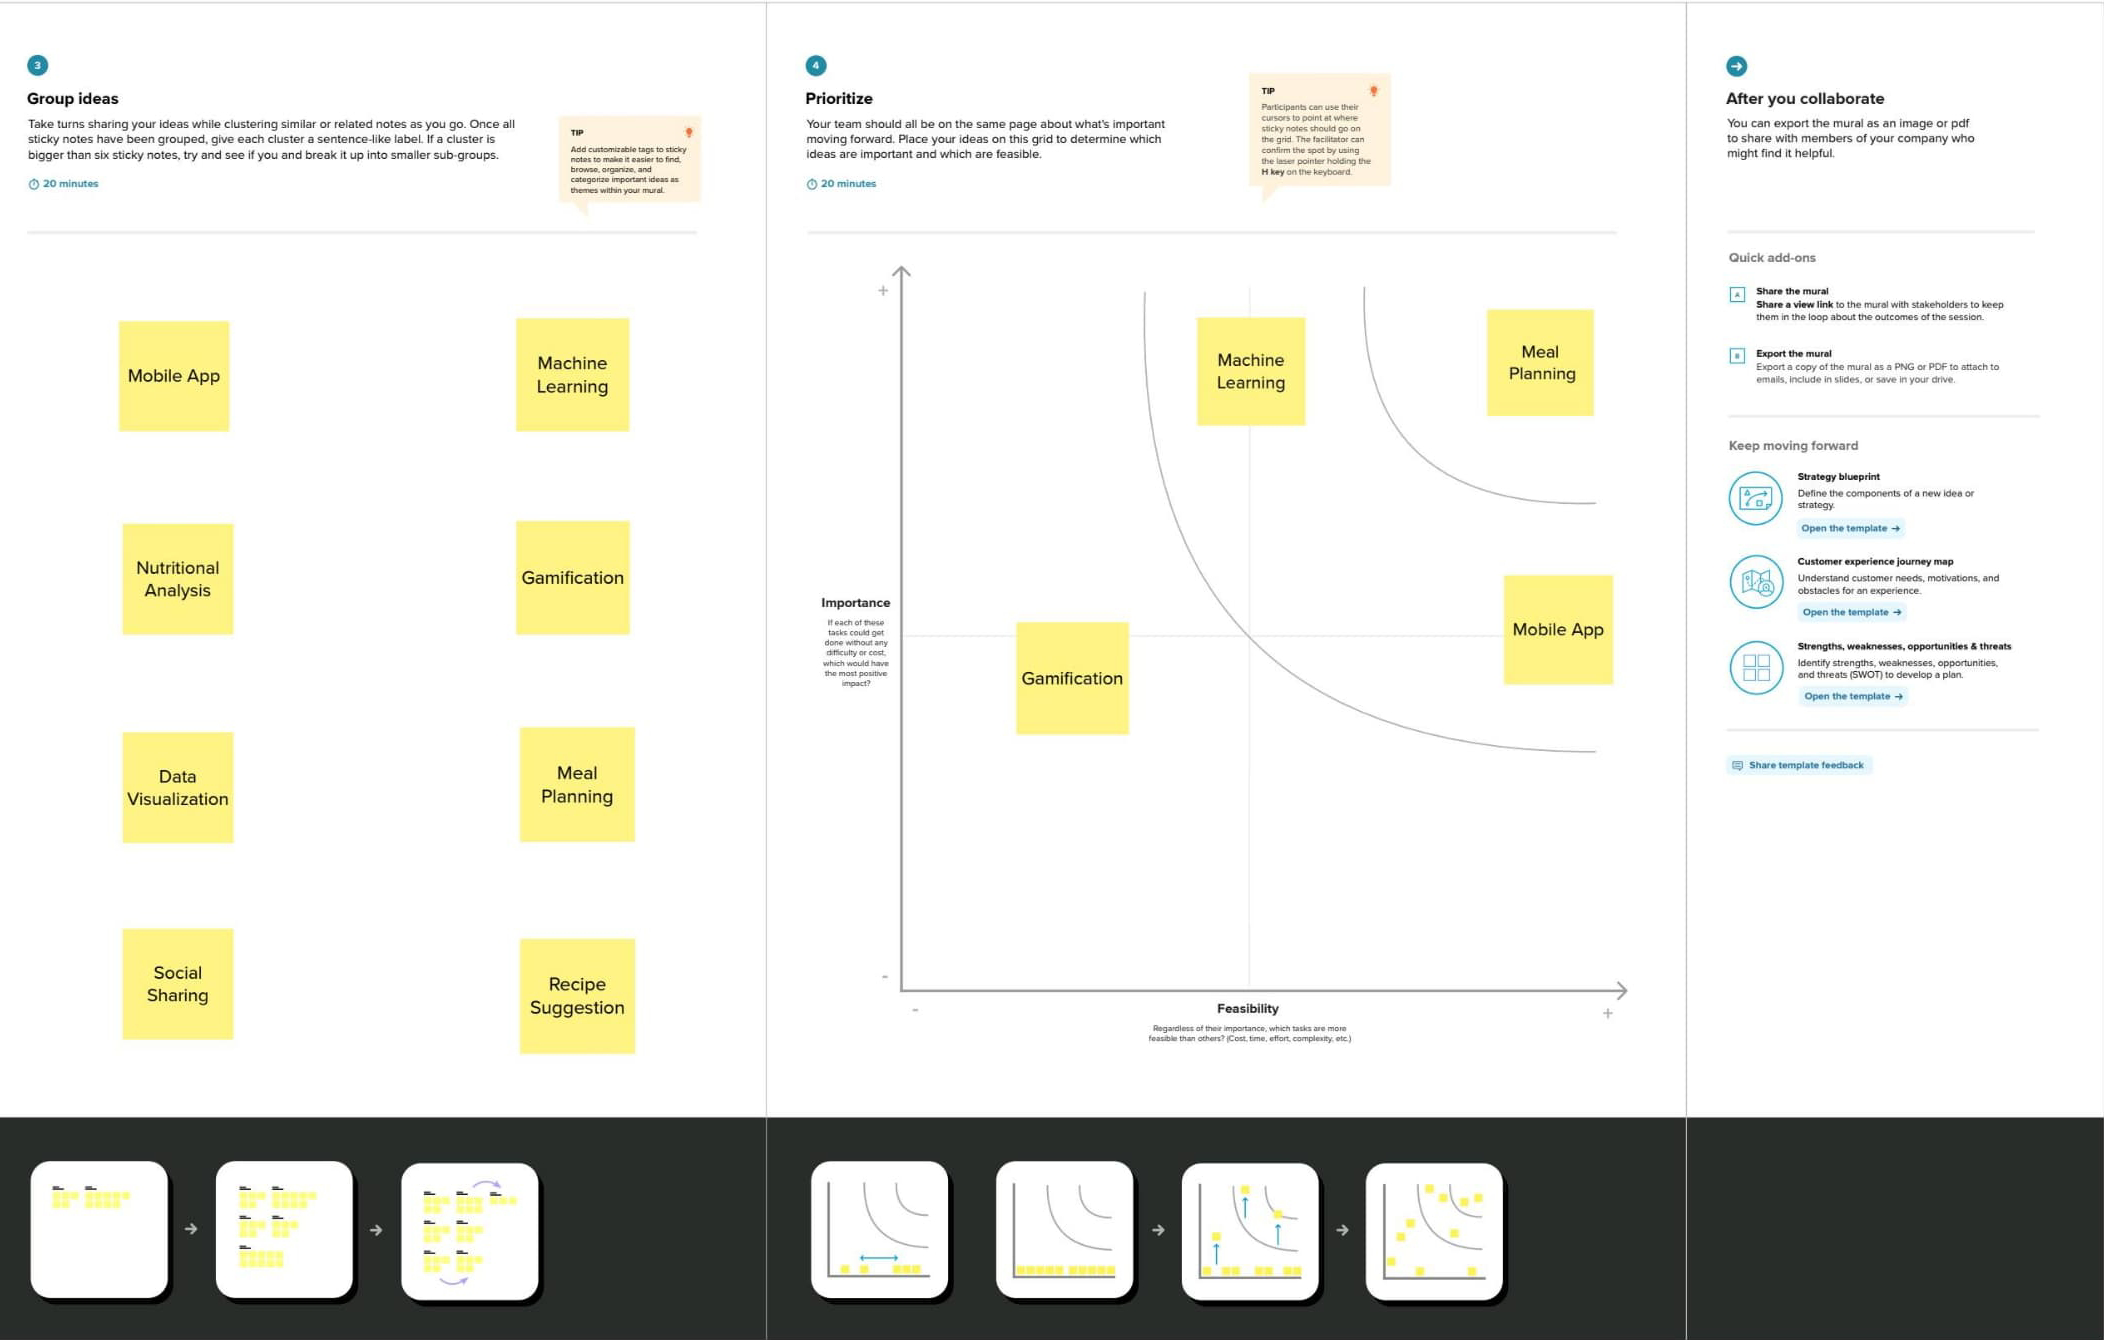 3
Group ideas
Take turns sharing your ideas while clustering similar or related notes as you go. Once all
sticky notes have been grouped, give each cluster a sentence-like label. If a cluster is
bigger than six sticky notes, try and see if you and break it up into smaller sub-groups.
20 minutes
TIP
Add customizable tags to sticky
notes to make it easier to find,
browse, organize, and
categorize important ideas as
themes within your mural.
Mobile App
Machine
Learning
Nutritional
Analysis
Gamification
Data
Visualization
Meal
Planning
Social
Sharing
Recipe
Suggestion
4
Prioritize
Your team should all be on the same page about what's important
moving forward. Place your ideas on this grid to determine which
ideas are important and which are feasible.
20 minutes
TIP
Participants can use their
cursors to point at where
sticky notes should go on
the grid. The facilitator can
confirm the spot by using
the laser pointer holding the
H key on the keyboard.
+
Machine
Learning
Meal
Planning
Importance
If each of these
tasks could get
done without any
difficulty or cost,
which would have
the most positive
impact?
Gamification
Mobile App
-
-
Feasibility
+
Regardless of their importance, which tasks are more
feasible than others? (Cost, time, effort, complexity, etc.)
After you collaborate
You can export the mural as an image or pdf
to share with members of your company who
might find it helpful.
Quick add-ons
A
Share the mural
Share a view link to the mural with stakeholders to keep
them in the loop about the outcomes of the session.
B
Export the mural
Export a copy of the mural as a PNG or PDF to attach to
emails, include in slides, or save in your drive.
Keep moving forward
Strategy blueprint
Define the components of a new idea or
strategy.
Open the template →
Customer experience journey map
Understand customer needs, motivations, and
obstacles for an experience.
Open the template →
Strengths, weaknesses, opportunities & threats
Identify strengths, weaknesses, opportunities,
and threats (SWOT) to develop a plan.
Open the template →
Share template feedback